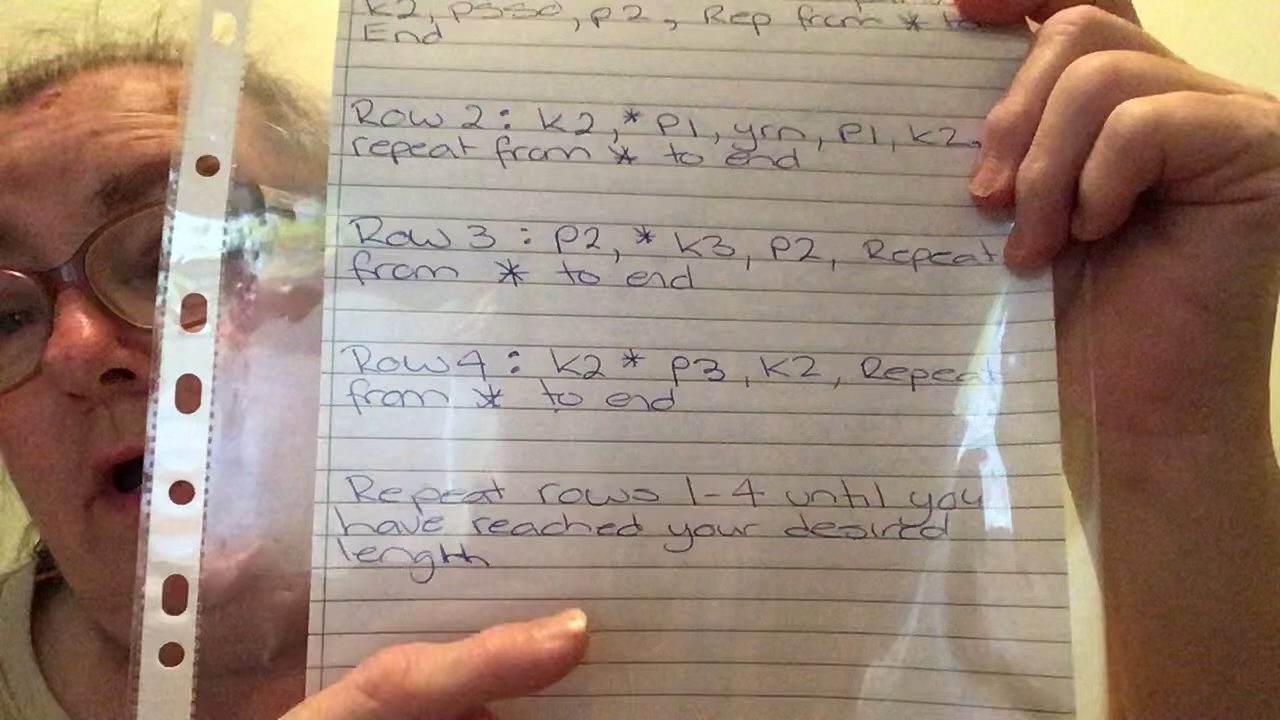 K2, psso, p2, Rep from * to
End
Row 2: K2, * P1, yrn, P1, K2,
repeat from * to end
Row 3 : P2, * K3, P2, Repeat
from * to end
Row 4 : K2 * P3, K2, Repeat
from * to end
Repeat rows 1-4 until you
have reached your desired
length